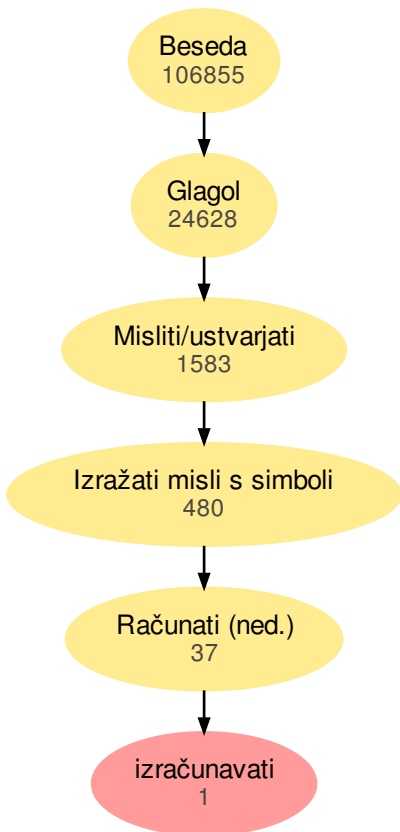 Beseda
106855
Glagol
24628
Misliti/ustvarjati
1583
Izražati misli s simboli
480
Računati (ned.)
37
izračunavati
1